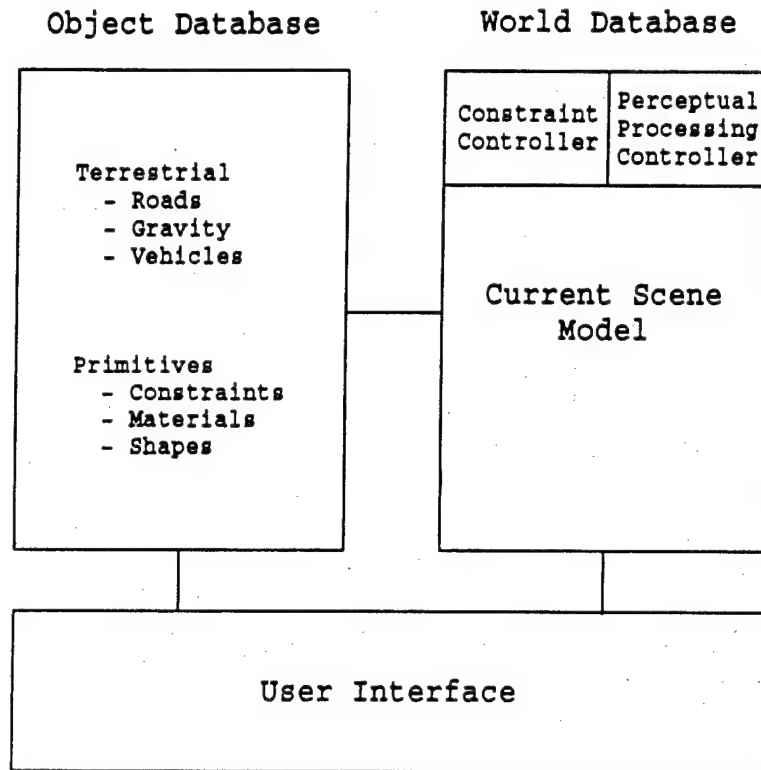 Object Database
World Database
Terrestrial
- Roads
- Gravity
- Vehicles
Primitives
- Constraints
- Materials
- Shapes
Constraint
Controller
Perceptual
Processing
Controller
Current Scene
Model
User Interface